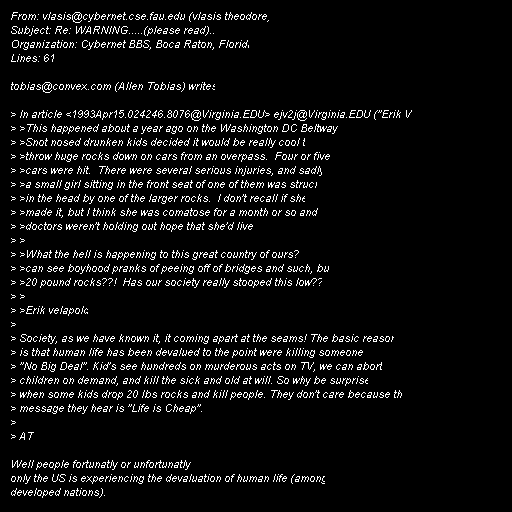 From: vlasis@cybernet.cse.fau.edu (vlasis theodore,
Subject: Re: WARNING.....(please read)..
Organization: Cybernet BBS, Boca Raton, Florida
Lines: 61

tobias@convex.com (Allen Tobias) writes

> In article <1993Apr15.024246.8076@Virginia.EDU> ejv2j@Virginia.EDU ("Erik V
> >This happened about a year ago on the Washington DC Beltway
> >Snot nosed drunken kids decided it would be really cool t
> >throw huge rocks down on cars from an overpass.  Four or five
> >cars were hit.  There were several serious injuries, and sadly
> >a small girl sitting in the front seat of one of them was struc
> >in the head by one of the larger rocks.  I don't recall if she
> >made it, but I think she was comatose for a month or so and
> >doctors weren't holding out hope that she'd live
> >
> >What the hell is happening to this great country of ours?
> >can see boyhood pranks of peeing off of bridges and such, bu
> >20 pound rocks??!  Has our society really stooped this low??
> >
> >Erik velapold
>
> Society, as we have known it, it coming apart at the seams! The basic reason
> is that human life has been devalued to the point were killing someone
> "No Big Deal". Kid's see hundreds on murderous acts on TV, we can abort
> children on demand, and kill the sick and old at will. So why be surprise
> when some kids drop 20 lbs rocks and kill people. They don't care because th
> message they hear is "Life is Cheap".
>
> AT

Well people fortunatly or unfortunatly
only the US is experiencing the devaluation of human life (among
developed nations).